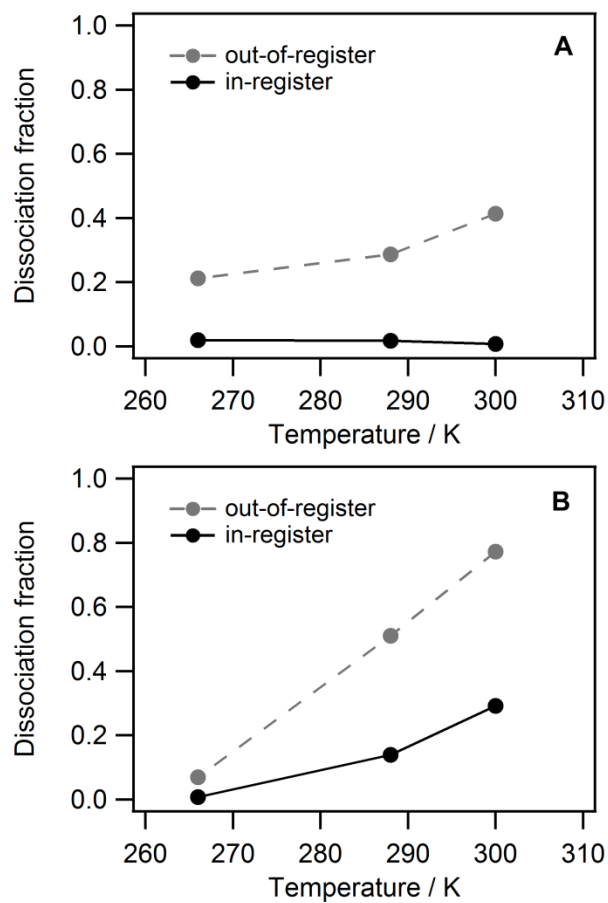 1.0
A
out-of-register
in-register
0.8
0.6
0.4
0.2
0.0
Dissociation fraction
260 270 280 290 300 310
Temperature / K
1.0
B
out-of-register
in-register
0.8
0.6
0.4
0.2
0.0
Dissociation fraction
260 270 280 290 300 310
Temperature / K